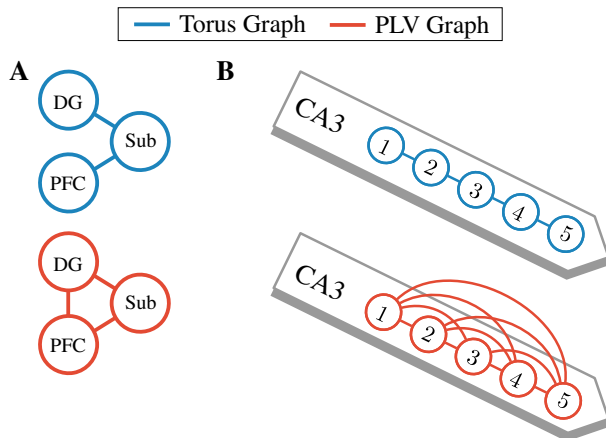 Torus Graph PLV Graph
A
DG
Sub
PFC
DG
Sub
PFC
B
CA3
1 2 3 4 5
CA3
1 2 3 4 5